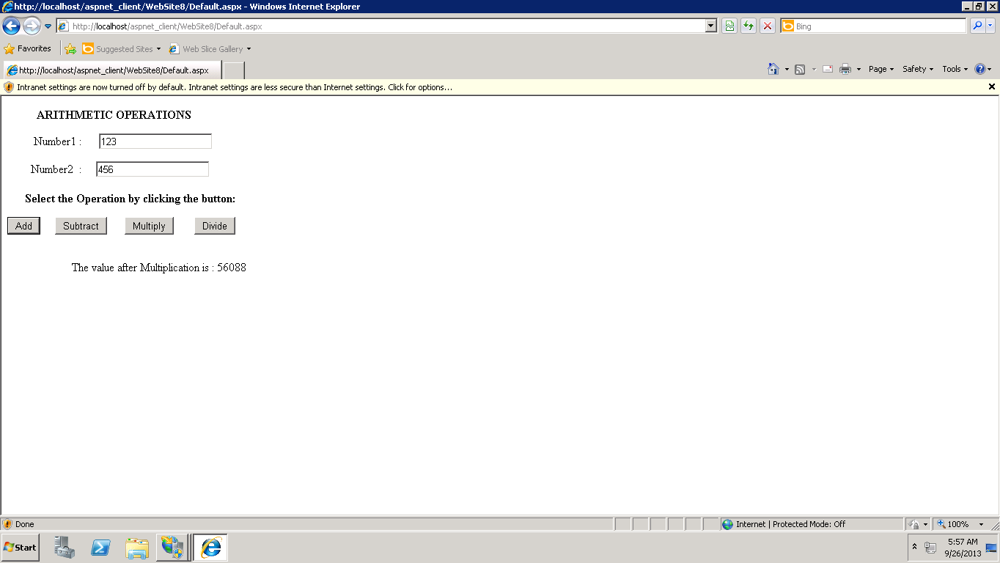 http://localhost/aspnet_client/WebSite8/Default.aspx - Windows Internet Explorer
http://localhost/aspnet_client/WebSite8/Default.aspx
Bing
Favorites Suggested Sites Web Slice Gallery
http://localhost/aspnet_client/WebSite8/Default.aspx
Page Safety Tools
Intranet settings are now turned off by default. Intranet settings are less secure than Internet settings. Click for options...
ARITHMETIC OPERATIONS
Number1 : 123
Number2 : 456
Select the Operation by clicking the button:
Add Subtract Multiply Divide
The value after Multiplication is : 56088
Done Internet | Protected Mode: Off 100%
Start 5:57 AM
9/26/2013